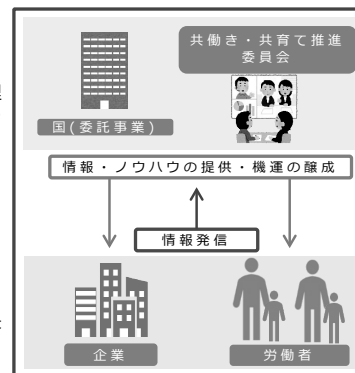 共働き・共育て推進
委員会
国(委託事業)
情報・ノウハウの提供・機運の醸成
情報発信
企業
労働者